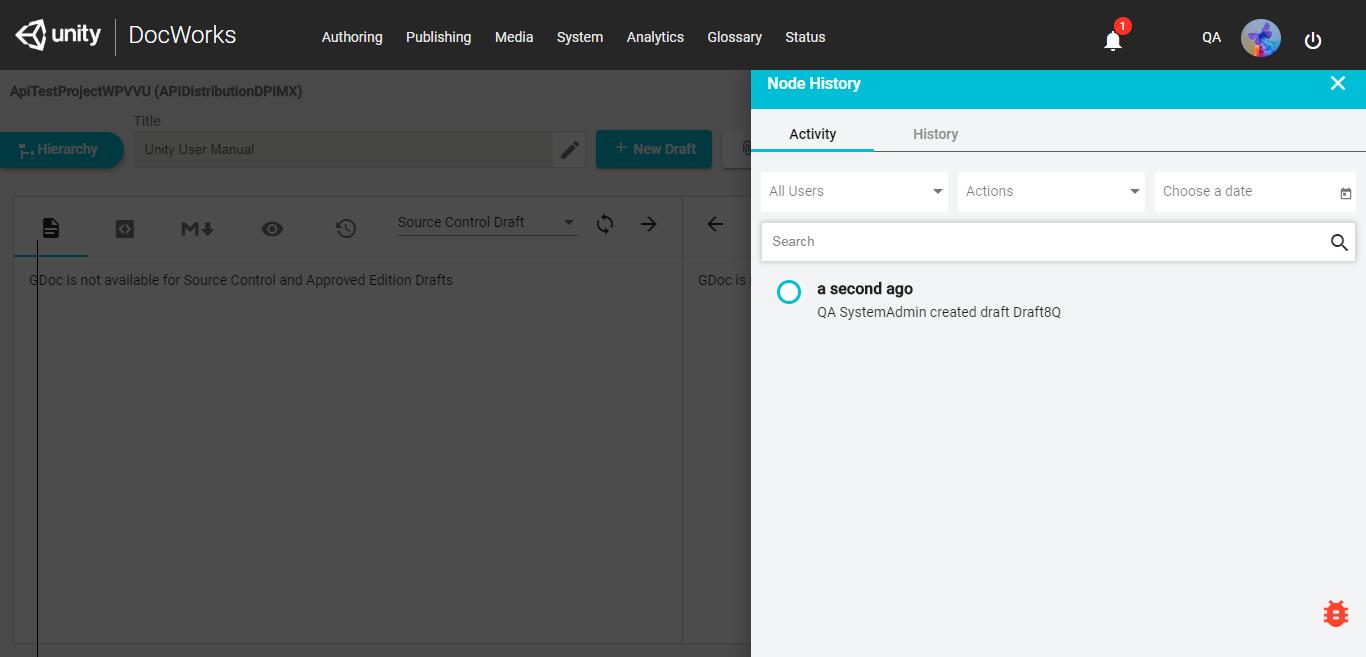 unity DocWorks Authoring Publishing Media System Analytics Glossary Status 1 QA
ApiTestProjectWPVVU (APIDistributionDPIMX)
Node History
Title
Hierarchy
Unity User Manual
+ New Draft
Activity History
All Users Actions Choose a date
Source Control Draft
Search
GDoc is not available for Source Control and Approved Edition Drafts
GDoc is
a second ago
QA SystemAdmin created draft Draft8Q